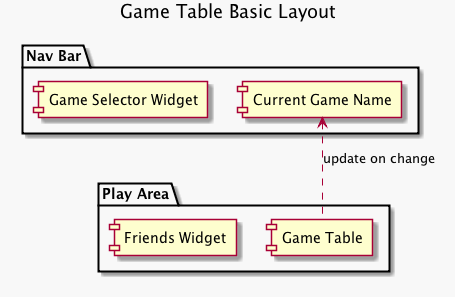 Game Table Basic Layout
Nav Bar
Game Selector Widget
Current Game Name
update on change
Play Area
Friends Widget
Game Table